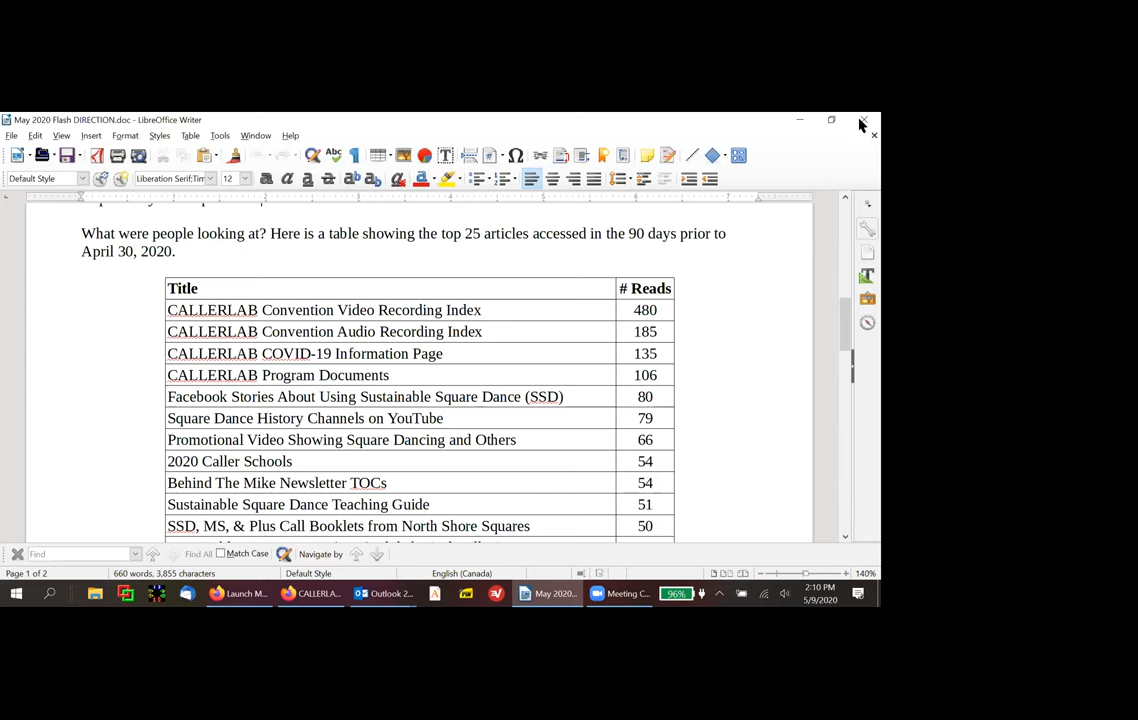 May 2020 Flash DIRECTION.doc - LibreOffice Writer
File Edit View Insert Format Styles Table Tools Window Help
Default Style Liberation Serif;Tim 12
What were people looking at? Here is a table showing the top 25 articles accessed in the 90 days prior to
April 30, 2020.
Title # Reads
CALLERLAB Convention Video Recording Index 480
CALLERLAB Convention Audio Recording Index 185
CALLERLAB COVID-19 Information Page 135
CALLERLAB Program Documents 106
Facebook Stories About Using Sustainable Square Dance (SSD) 80
Square Dance History Channels on YouTube 79
Promotional Video Showing Square Dancing and Others 66
2020 Caller Schools 54
Behind The Mike Newsletter TOCs 54
Sustainable Square Dance Teaching Guide 51
SSD, MS, & Plus Call Booklets from North Shore Squares 50
Find Find All Match Case Navigate by
Page 1 of 2 660 words, 3,855 characters Default Style English (Canada) 140%
Launch M... CALLERLA... Outlook 2... May 2020... Meeting C... 96% 2:10 PM
5/9/2020